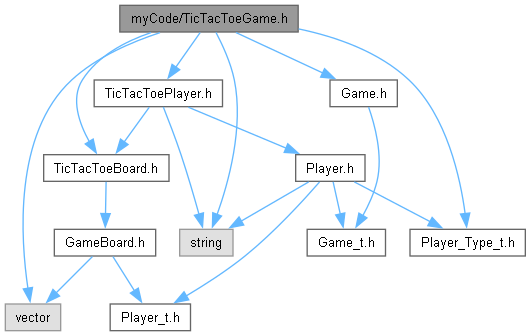 myCode/TicTacToeGame.h
TicTacToePlayer.h
Game.h
TicTacToeBoard.h
Player.h
GameBoard.h
string
Game_t.h
Player_Type_t.h
vector
Player_t.h